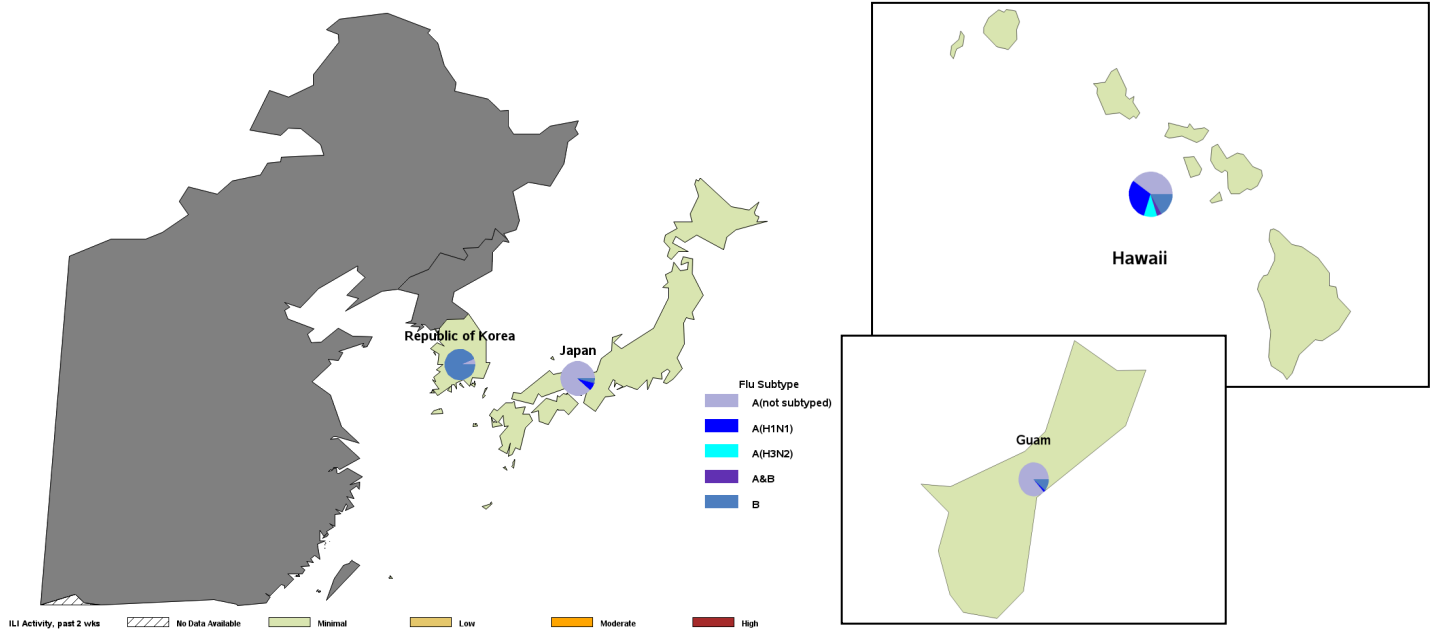 Republic of Korea
Japan
Flu Subtype
A(not subtyped)
A(H1N1)
A(H3N2)
A&B
B
Hawaii
Guam
ILI Activity, past 2 wks
No Data Available
Minimal
Low
Moderate
High